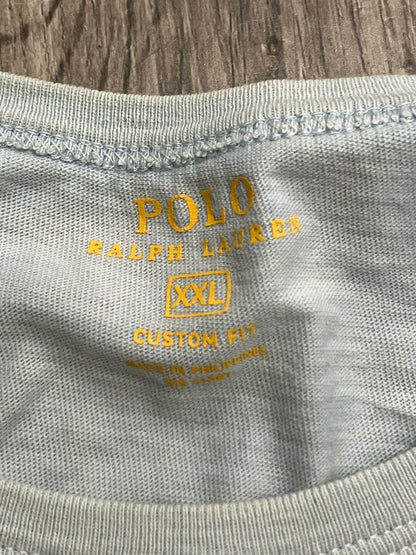 POLO
RALPH LAUREN
XXL
CUSTOM FIT
MADE IN PHILIPPINES